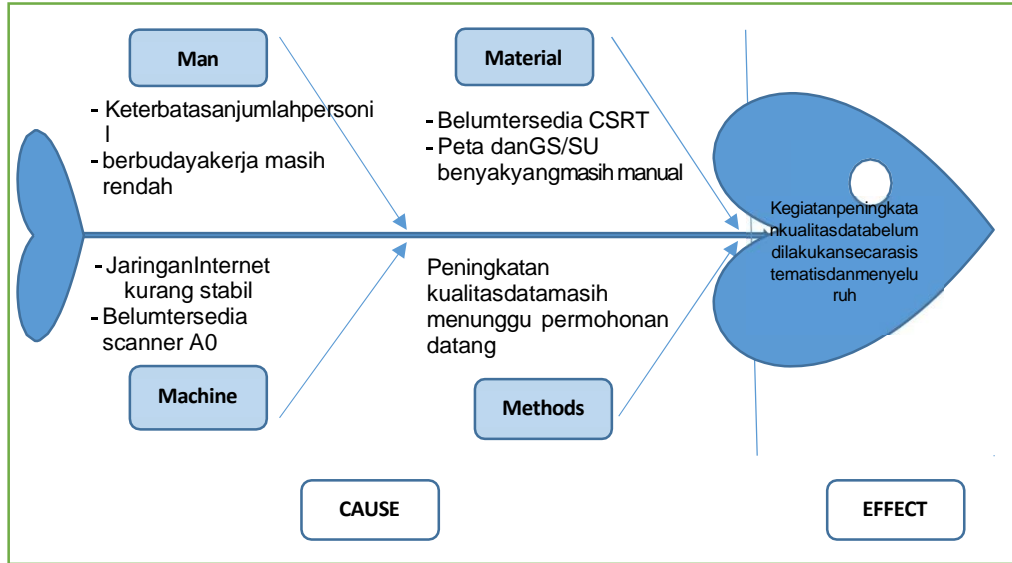 Man
- Keterbatasanjumlahpersoni
l
- berbudayakerja masih
rendah
Material
- Belumtersedia CSRT
- Peta danGS/SU
benyakyangmasih manual
Kegiatanpeningkata
nkualitasdatabelum
dilakukansecarasis
tematisdanmenyelu
ruh
- JaringanInternet
kurang stabil
- Belumtersedia
scanner A0
Machine
Peningkatan
kualitasdatamasih
menunggu permohonan
datang
Methods
CAUSE
EFFECT